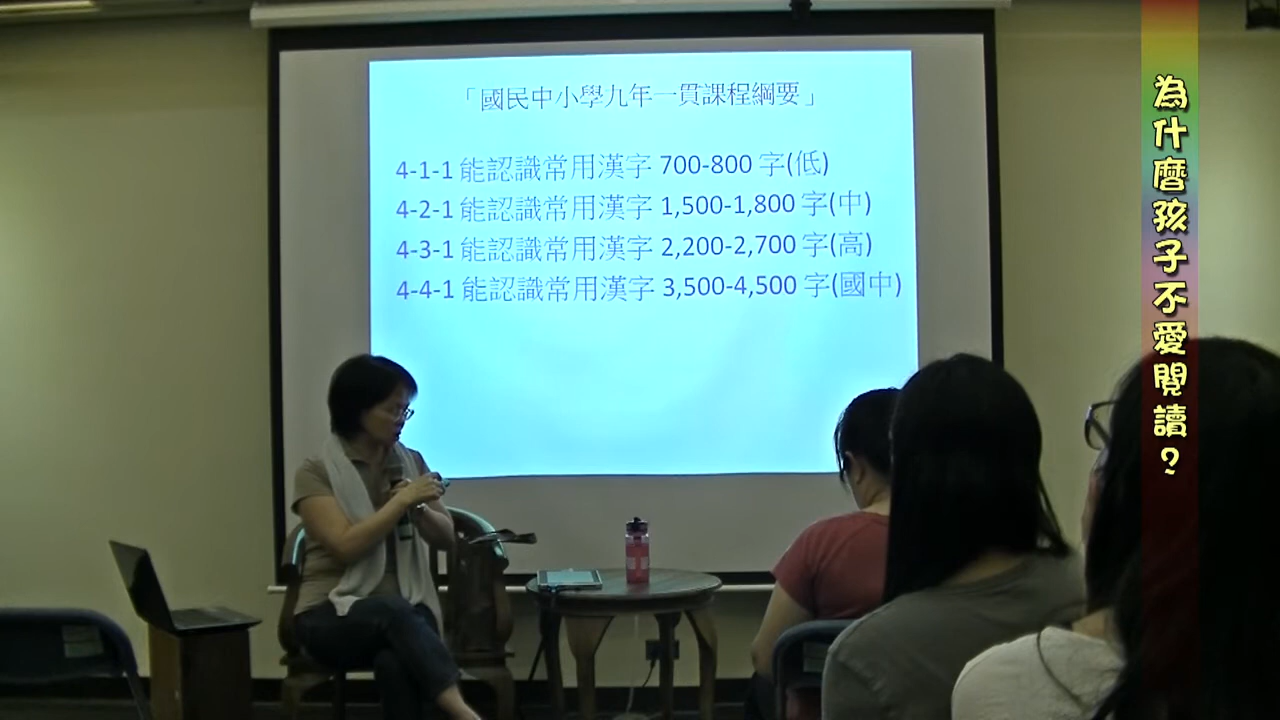 「國民中小學九年一貫課程綱要」
4-1-1 能認識常用漢字 700-800 字(低)
4-2-1 能認識常用漢字 1,500-1,800 字(中)
4-3-1 能認識常用漢字 2,200-2,700 字(高)
4-4-1 能認識常用漢字 3,500-4,500 字(國中)
為什麼孩子不愛閱讀？